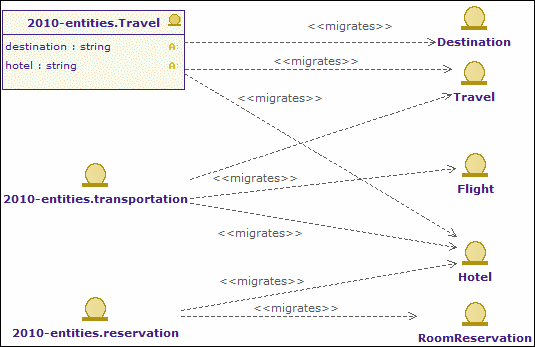 2010-entities.Travel
destination : string A:
hotel : string A:
<<migrates>>
Destination
<<migrates>>
Travel
<<migrates>>
2010-entities.transportation
<<migrates>>
Flight
<<migrates>>
Hotel
<<migrates>>
2010-entities.reservation
<<migrates>>
RoomReservation